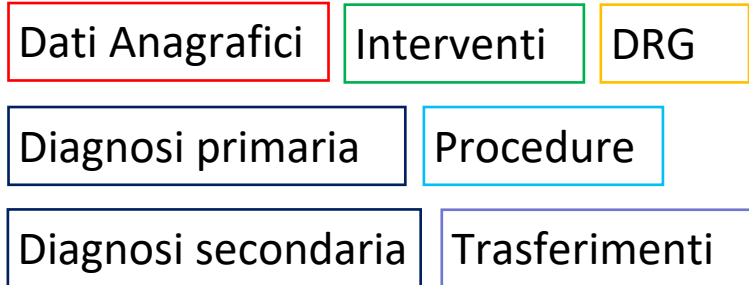 Dati Anagrafici Interventi DRG
Diagnosi primaria Procedure
Diagnosi secondaria Trasferimenti